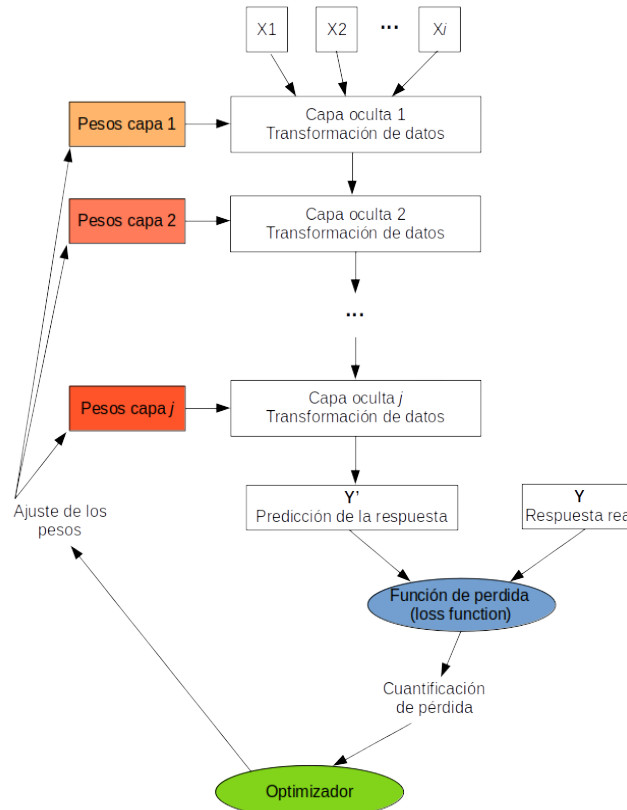 X1 X2 ... Xi
Pesos capa 1
Capa oculta 1
Transformación de datos
Pesos capa 2
Capa oculta 2
Transformación de datos
...
Pesos capa j
Capa oculta j
Transformación de datos
Ajuste de los
pesos
Y'
Predicción de la respuesta
Y
Respuesta rea
Función de perdida
(loss function)
Cuantificación
de pérdida
Optimizador